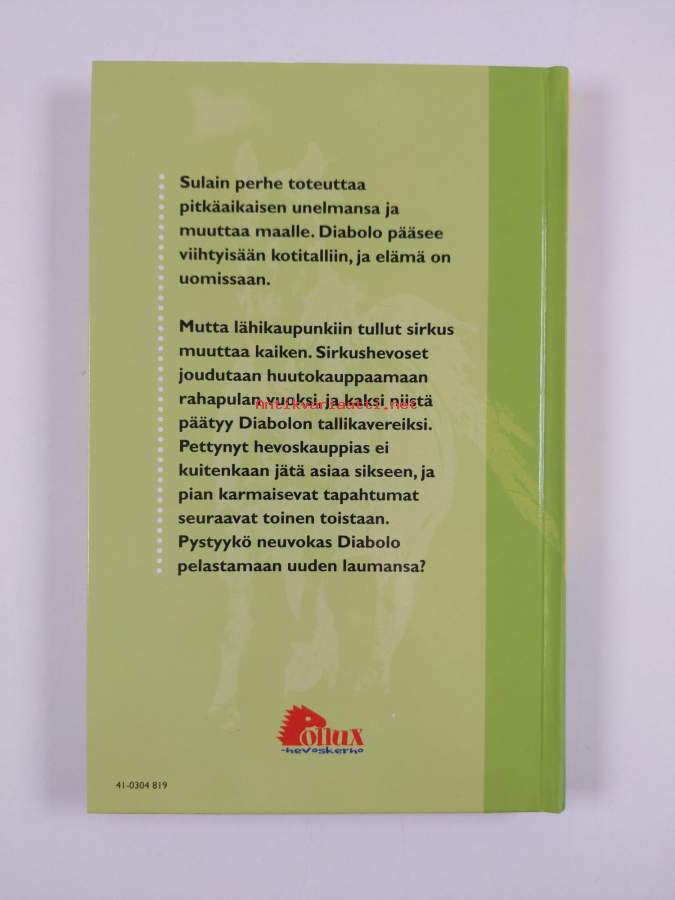 Sulain perhe toteuttaa
pitkäaikaisen unelmansa ja
muuttaa maalle. Diabolo pääsee
viihtyisään kotitalliin, ja elämä on
uomissaan.
Mutta lähikaupunkiin tullut sirkus
muuttaa kaiken. Sirkushevoset
joudutaan huutokauppaamaan
rahapulan vuoksi, ja kaksi niistä
Antikvariaatti.net
päätyy Diabolon tallikavereiksi.
Pettynyt hevoskauppias ei
kuitenkaan jätä asiaa sikseen, ja
pian karmaisevat tapahtumat
seuraavat toinen toistaan.
Pystyykö neuvokas Diabolo
pelastamaan uuden laumansa?
Pollux
-hevoskerho
41-0304 819